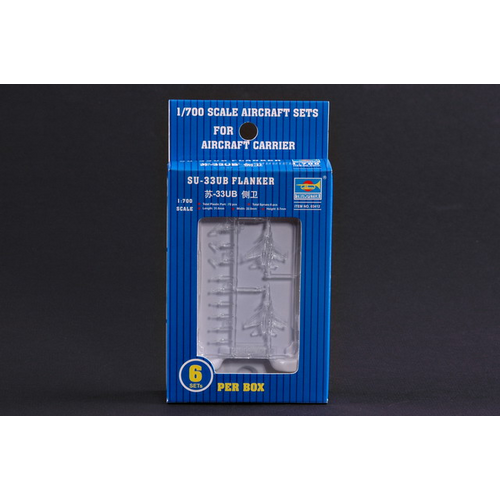 1/700 SCALE AIRCRAFT SETS
FOR
AIRCRAFT CARRIER
SU-33UB FLANKER
苏-33UB 侧卫
1:700
SCALE
6
SETs
PER BOX